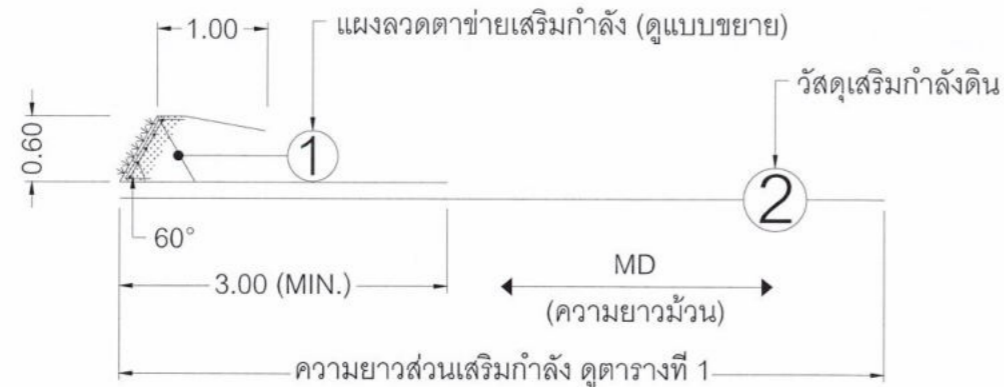 1.00
แผงลวดตาข่ายเสริมกำลัง (ดูแบบขยาย)
วัสดุเสริมกำลังดิน
0.60
1
2
60°
3.00 (MIN.)
MD
(ความยาวม้วน)
ความยาวส่วนเสริมกำลัง ดูตารางที่ 1